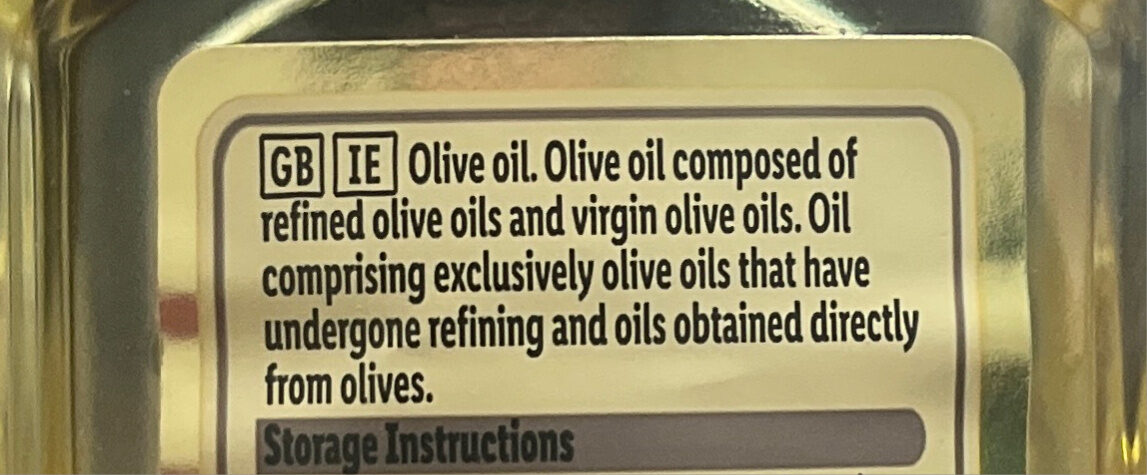 GB IE Olive oil. Olive oil composed of
refined olive oils and virgin olive oils. Oil
comprising exclusively olive oils that have
undergone refining and oils obtained directly
from olives.
Storage Instructions